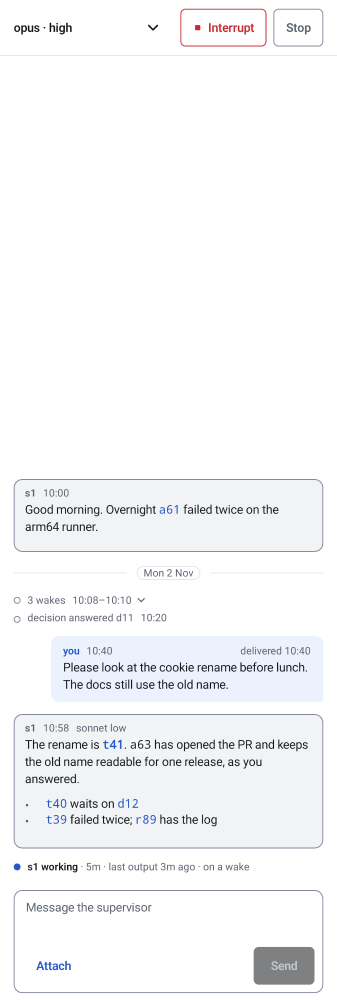 opus · high
Interrupt
Stop
s1 10:00
Good morning. Overnight a61 failed twice on the
arm64 runner.
Mon 2 Nov
3 wakes 10:08–10:10
decision answered d11 10:20
you 10:40 delivered 10:40
Please look at the cookie rename before lunch.
The docs still use the old name.
s1 10:58 sonnet low
The rename is t41. a63 has opened the PR and keeps
the old name readable for one release, as you
answered.
• t40 waits on d12
• t39 failed twice; r89 has the log
s1 working · 5m · last output 3m ago · on a wake
Message the supervisor
Attach
Send